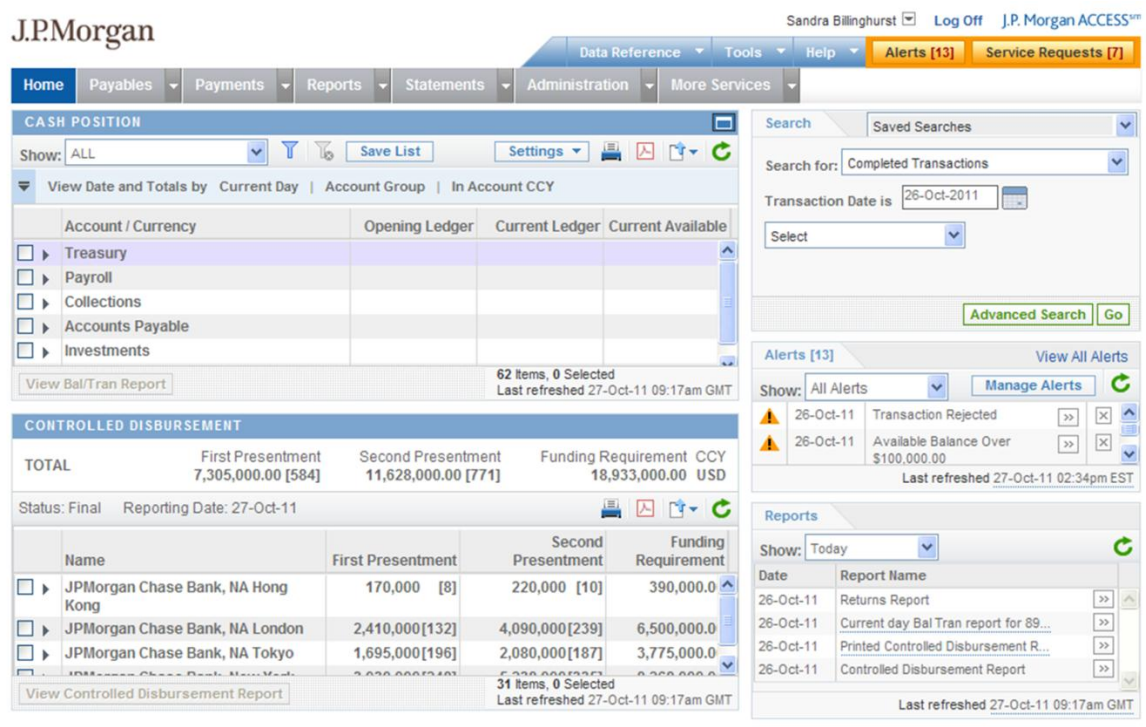 J.P.Morgan
Sandra Billinghurst Log Off J.P. Morgan ACCESS℠
Data Reference Tools Help Alerts [13] Service Requests [7]
Home Payables Payments Reports Statements Administration More Services
CASH POSITION
Show: ALL Save List Settings
View Date and Totals by Current Day | Account Group | In Account CCY
Account / Currency Opening Ledger Current Ledger Current Available
Treasury
Payroll
Collections
Accounts Payable
Investments
View Bal/Tran Report
62 Items, 0 Selected
Last refreshed 27-Oct-11 09:17am GMT
CONTROLLED DISBURSEMENT
First Presentment Second Presentment Funding Requirement CCY
TOTAL 7,305,000.00 [584] 11,628,000.00 [771] 18,933,000.00 USD
Status: Final Reporting Date: 27-Oct-11
Name First Presentment Second Presentment Funding Requirement
JPMorgan Chase Bank, NA Hong 170,000 [8] 220,000 [10] 390,000.0
Kong
JPMorgan Chase Bank, NA London 2,410,000[132] 4,090,000[239] 6,500,000.0
JPMorgan Chase Bank, NA Tokyo 1,695,000[196] 2,080,000[187] 3,775,000.0
View Controlled Disbursement Report
31 Items, 0 Selected
Last refreshed 27-Oct-11 09:17am GMT
Search Saved Searches
Search for: Completed Transactions
Transaction Date is 26-Oct-2011
Select
Advanced Search Go
Alerts [13] View All Alerts
Show: All Alerts Manage Alerts
26-Oct-11 Transaction Rejected
26-Oct-11 Available Balance Over
$100,000.00
Last refreshed 27-Oct-11 02:34pm EST
Reports
Show: Today
Date Report Name
26-Oct-11 Returns Report
26-Oct-11 Current day Bal Tran report for 89...
26-Oct-11 Printed Controlled Disbursement R...
26-Oct-11 Controlled Disbursement Report
Last refreshed 27-Oct-11 09:17am GMT